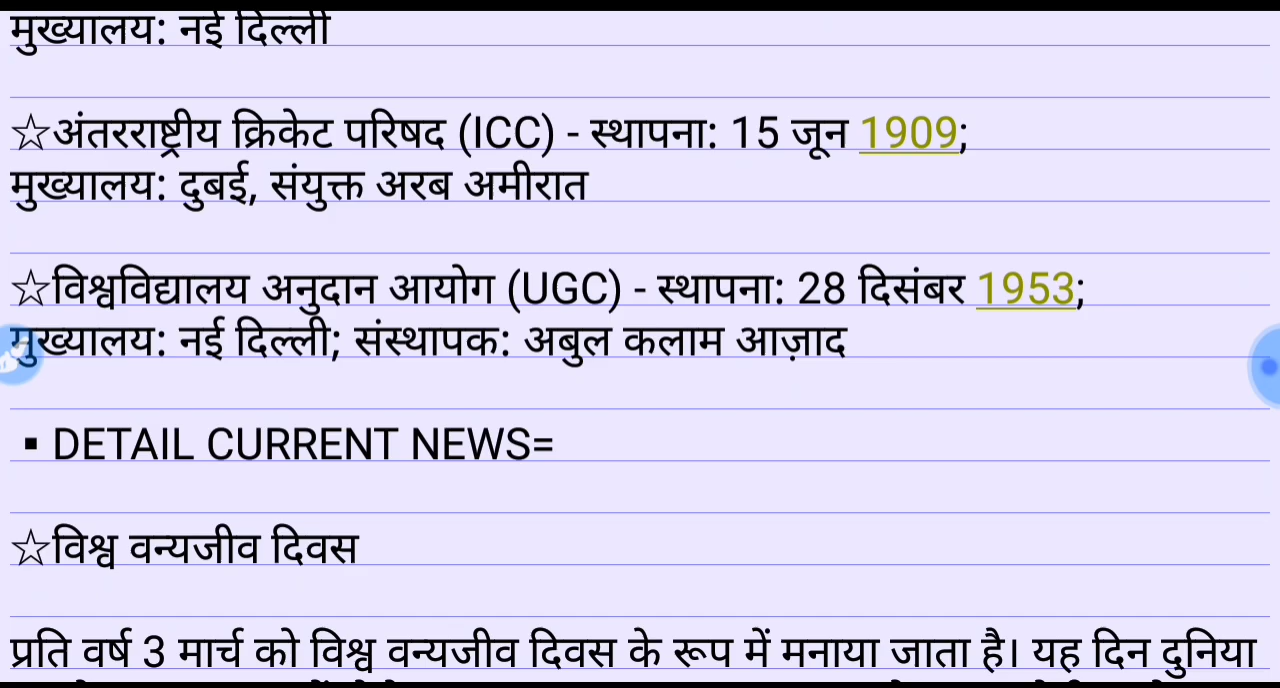 मुख्यालय: नई दिल्ली
☆अंतरराष्ट्रीय क्रिकेट परिषद (ICC) - स्थापना: 15 जून 1909;
मुख्यालय: दुबई, संयुक्त अरब अमीरात
☆विश्वविद्यालय अनुदान आयोग (UGC) - स्थापना: 28 दिसंबर 1953;
मुख्यालय: नई दिल्ली; संस्थापक: अबुल कलाम आज़ाद
▪ DETAIL CURRENT NEWS=
☆विश्व वन्यजीव दिवस
प्रति वर्ष 3 मार्च को विश्व वन्यजीव दिवस के रूप में मनाया जाता है। यह दिन दुनिया